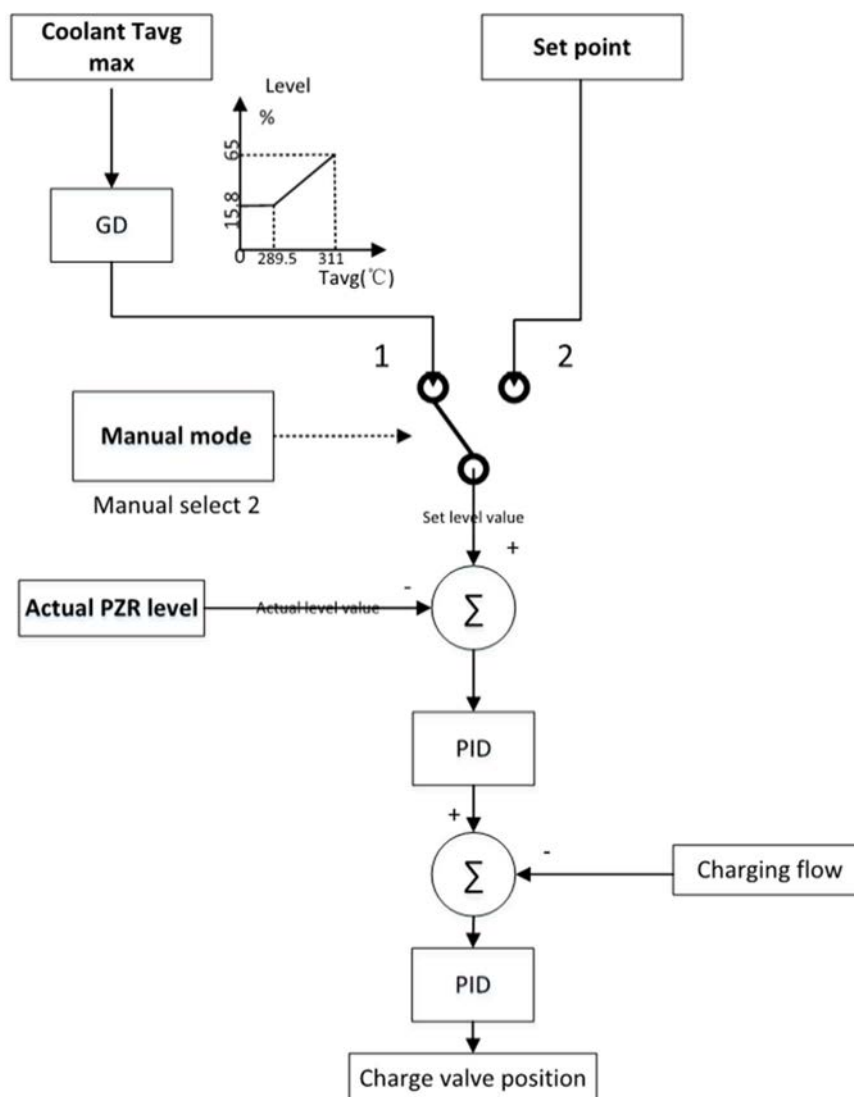 Coolant Tavg
max
Set point
Level
%
65
15.8
0
289.5
311
Tavg(℃)
GD
1
2
Manual mode
Manual select 2
Set level value
+
-
Actual PZR level
Actual level value
Σ
PID
+
-
Σ
Charging flow
PID
Charge valve position